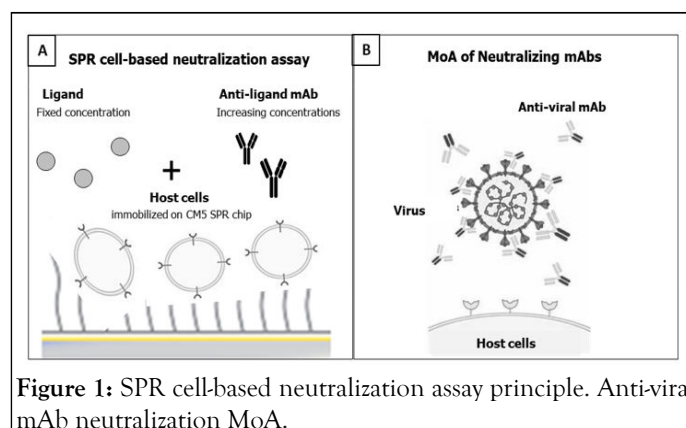 A
SPR cell-based neutralization assay
Ligand
Fixed concentration
Anti-ligand mAb
Increasing concentrations
Host cells
immobilized on CM5 SPR chip
B
MoA of Neutralizing mAbs
Anti-viral mAb
Virus
Host cells
Figure 1: SPR cell-based neutralization assay principle. Anti-vira
mAb neutralization MoA.